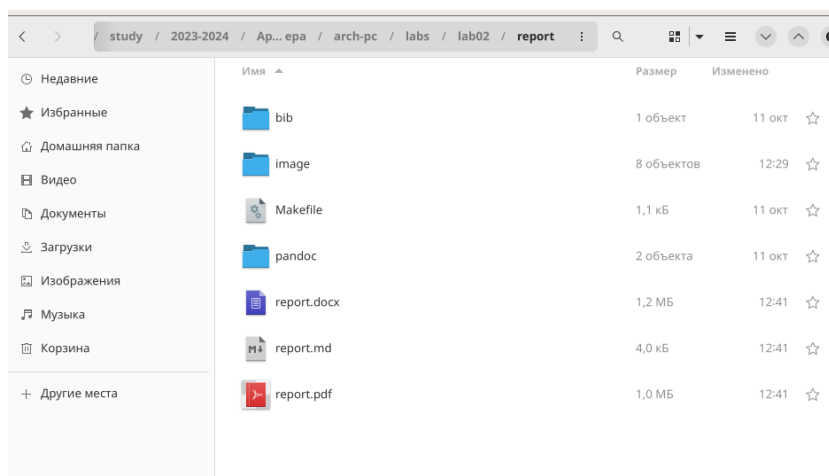 / study / 2023-2024 / Ap... epa / arch-pc / labs / lab02 / report
Имя Размер Изменено
Недавние
Избранные
Домашняя папка
Видео
Документы
Загрузки
Изображения
Музыка
Корзина
+ Другие места
bib 1 объект 11 окт
image 8 объектов 12:29
Makefile 1,1 кБ 11 окт
pandoc 2 объекта 11 окт
report.docx 1,2 МБ 12:41
report.md 4,0 кБ 12:41
report.pdf 1,0 МБ 12:41